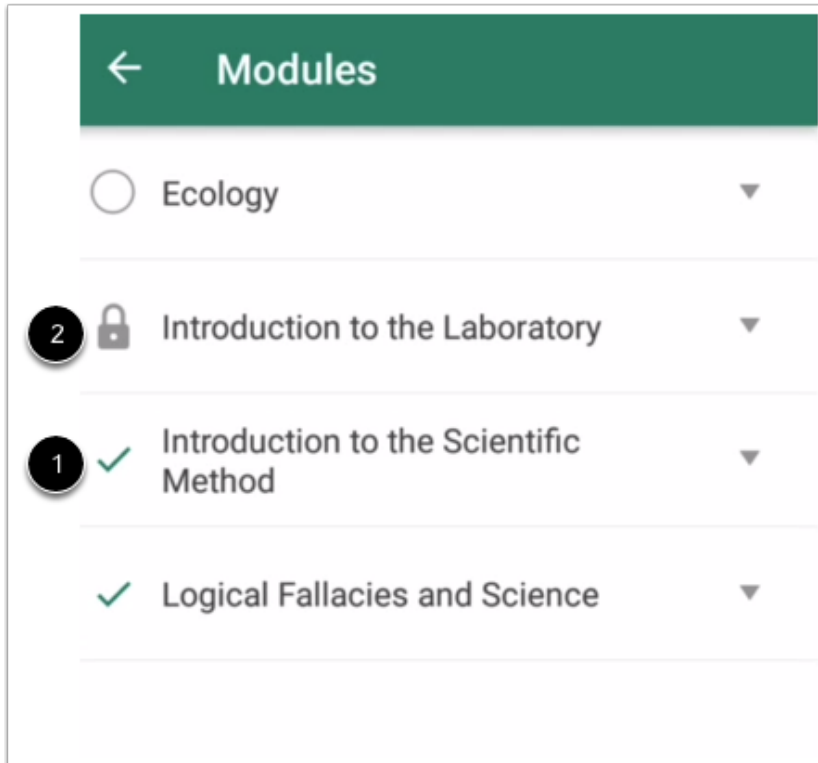 Modules
Ecology
2
Introduction to the Laboratory
1
Introduction to the Scientific
Method
Logical Fallacies and Science